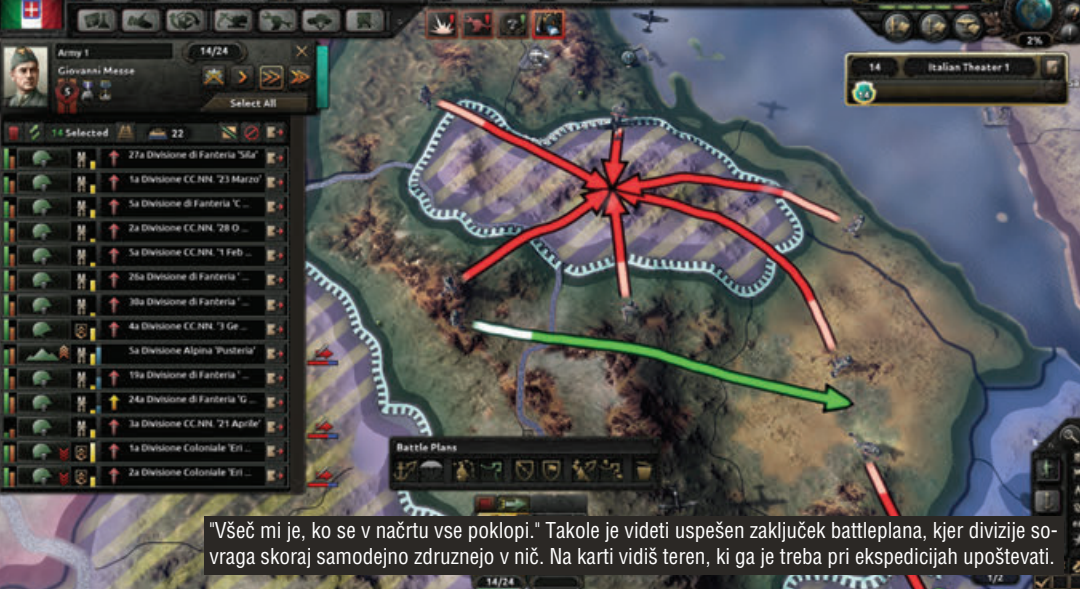 2%
Army 1
14/24
Giovanni Messe
5
Select All
14 Selected
22
14
Italian Theater 1
14
27a Divisione di Fanteria 'Sila'
1a Divisione CC.NN. '23 Marzo'
5a Divisione di Fanteria 'C ...
2a Divisione CC.NN. '28 O ...
5a Divisione CC.NN. '1 Feb ...
26a Divisione di Fanteria ' ...
30a Divisione di Fanteria ' ...
4a Divisione CC.NN. '3 Ge ...
5a Divisione Alpina 'Pusteria'
19a Divisione di Fanteria ' ...
24a Divisione di Fanteria 'G ...
3a Divisione CC.NN. '21 Aprile'
1a Divisione Coloniale 'Eri ...
2a Divisione Coloniale 'Eri ...
Battle Plans
"Všeč mi je, ko se v načrtu vse poklopi." Takole je videti uspešen zaključek battleplana, kjer divizije so-
vraga skoraj samodejno zdruznejo v nič. Na karti vidiš teren, ki ga je treba pri ekspedicijah upoštevati.
14/24
1/2